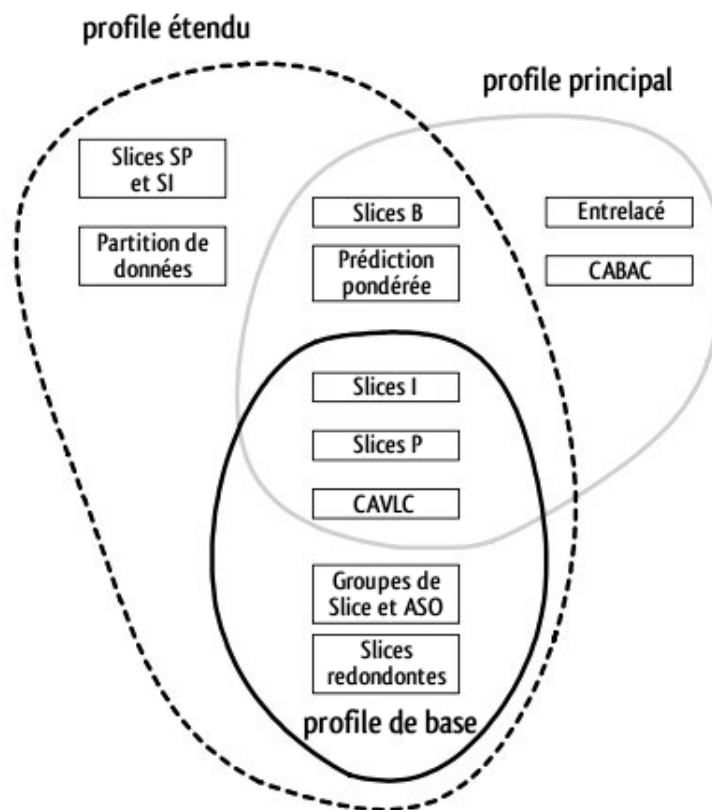 profile étendu
profile principal
Slices SP
et SI
Partition de
données
Slices B
Prédiction
pondérée
Entrelacé
CABAC
Slices I
Slices P
CAVLC
Groupes de
Slice et ASO
Slices
redondontes
profile de base